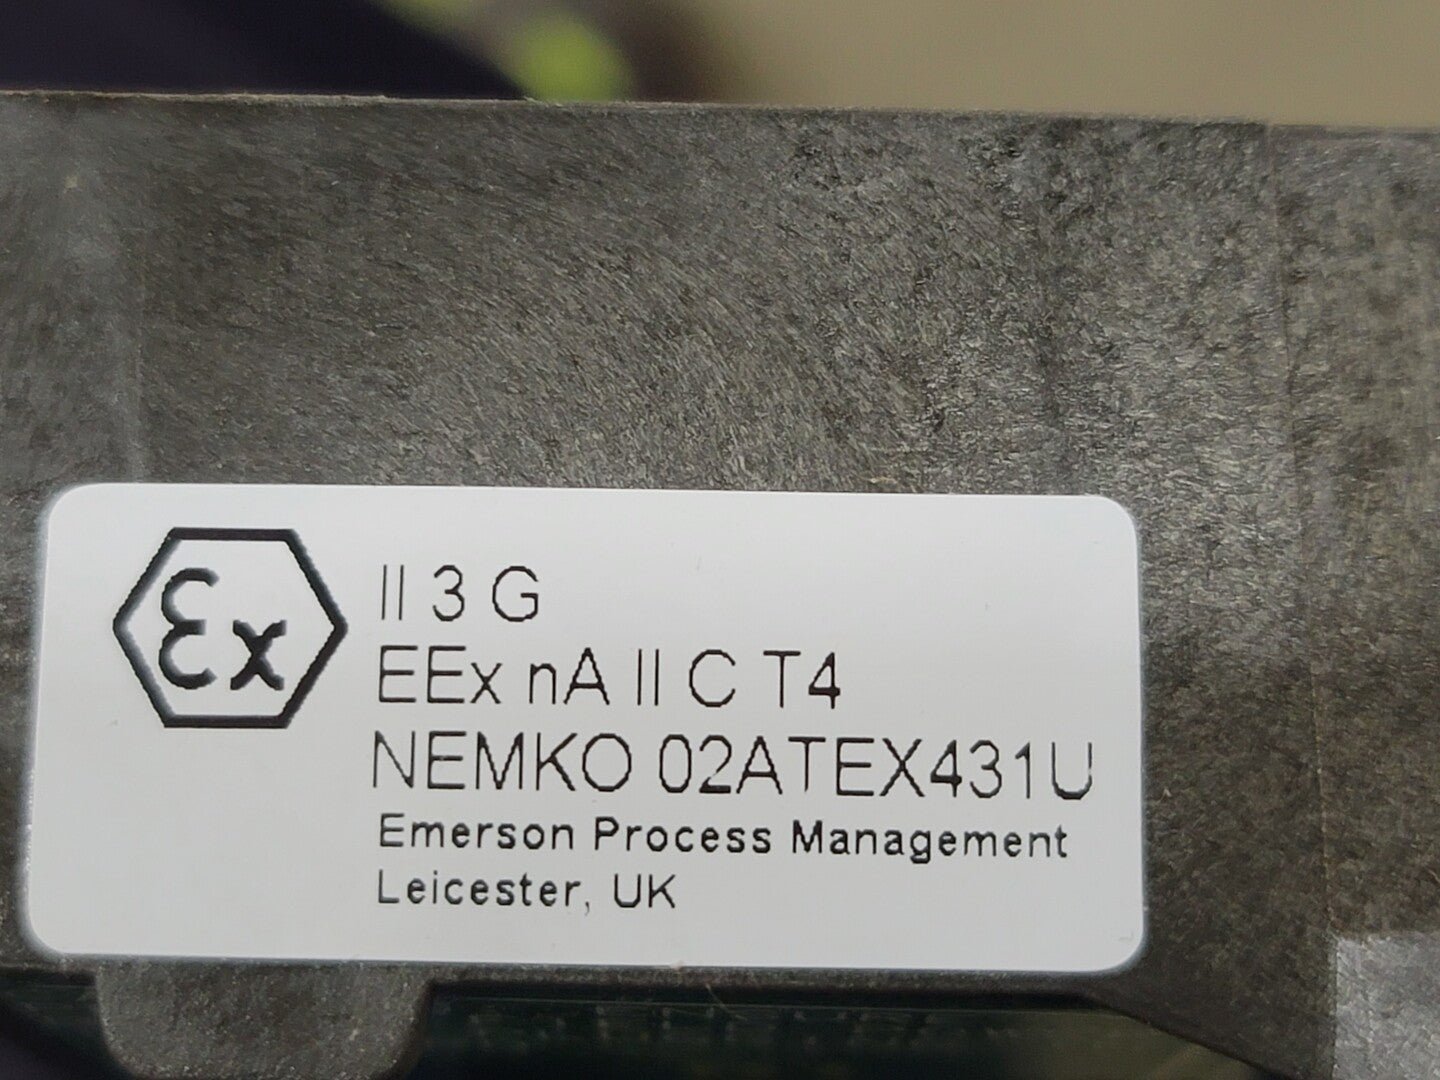 Ex
II 3 G
EEx nA II C T4
NEMKO 02ATEX431U
Emerson Process Management
Leicester, UK